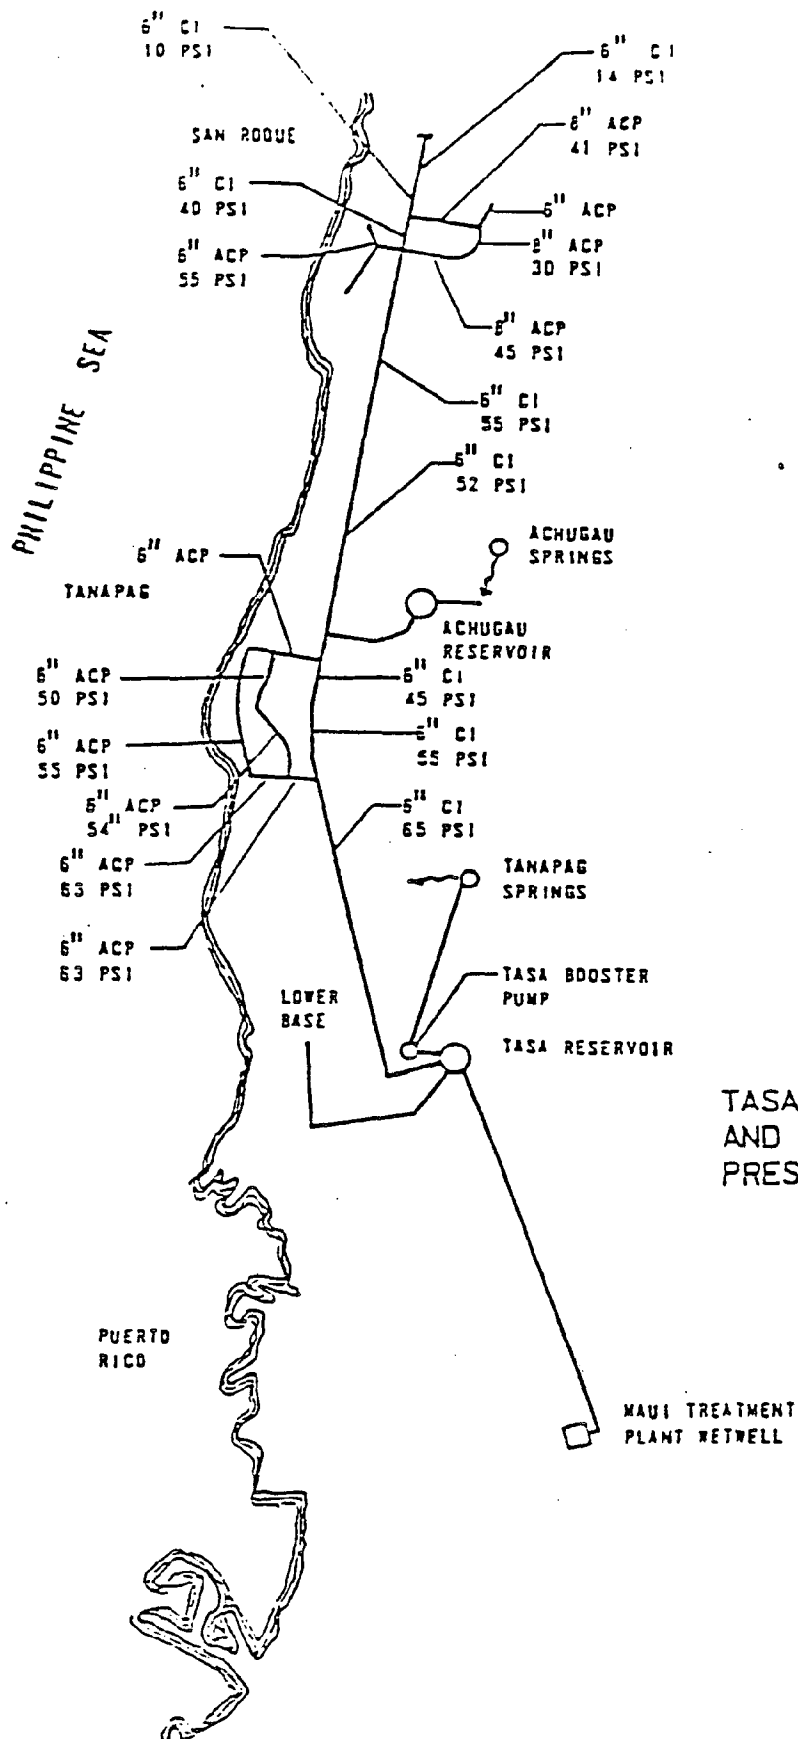 6" CI
10 PSI
6" CI
14 PSI
SAN ROQUE
8" ACP
41 PSI
6" CI
40 PSI
6" ACP
6" ACP
55 PSI
8" ACP
30 PSI
8" ACP
45 PSI
PHILIPPINE SEA
6" CI
55 PSI
6" CI
52 PSI
6" ACP
ACHUGAU
SPRINGS
TANAPAG
ACHUGAU
RESERVOIR
6" ACP
50 PSI
6" CI
45 PSI
6" ACP
55 PSI
6" CI
55 PSI
6" ACP
54" PSI
6" CI
65 PSI
6" ACP
63 PSI
TANAPAG
SPRINGS
6" ACP
63 PSI
LOWER
BASE
TASA BOOSTER
PUMP
TASA RESERVOIR
TASA
AND
PRES
PUERTO
RICO
MAUI TREATMENT
PLANT WETWELL